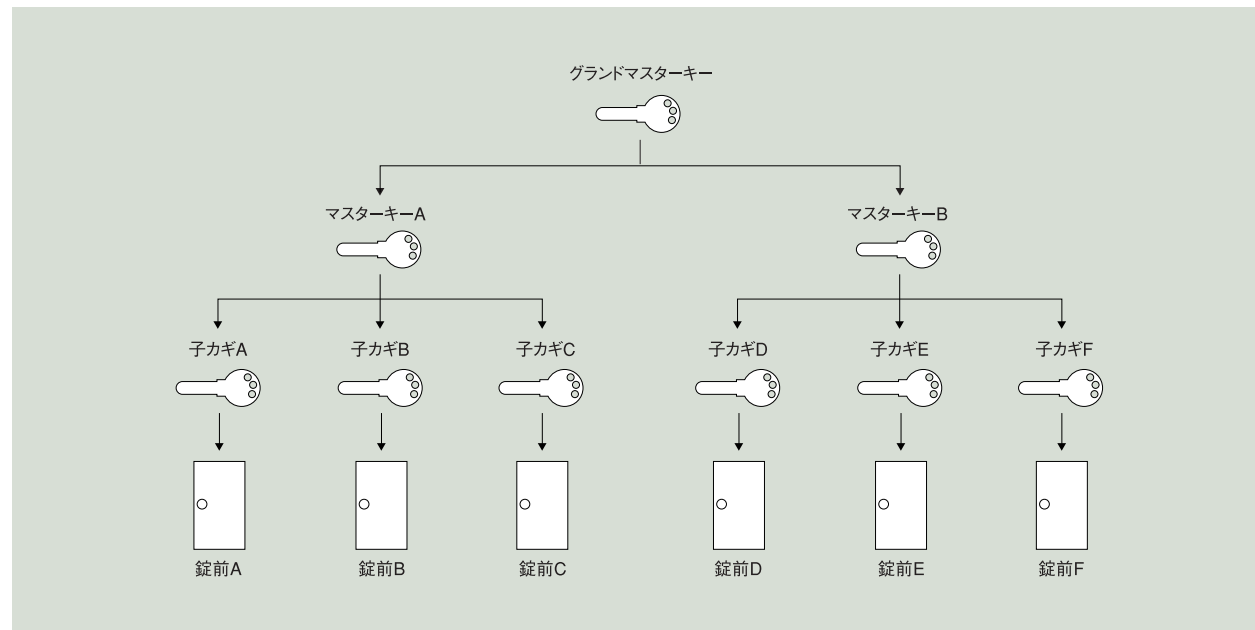 グランドマスターキー
マスターキーA
マスターキーB
子カギA
子カギB
子カギC
子カギD
子カギE
子カギF
錠前A
錠前B
錠前C
錠前D
錠前E
錠前F